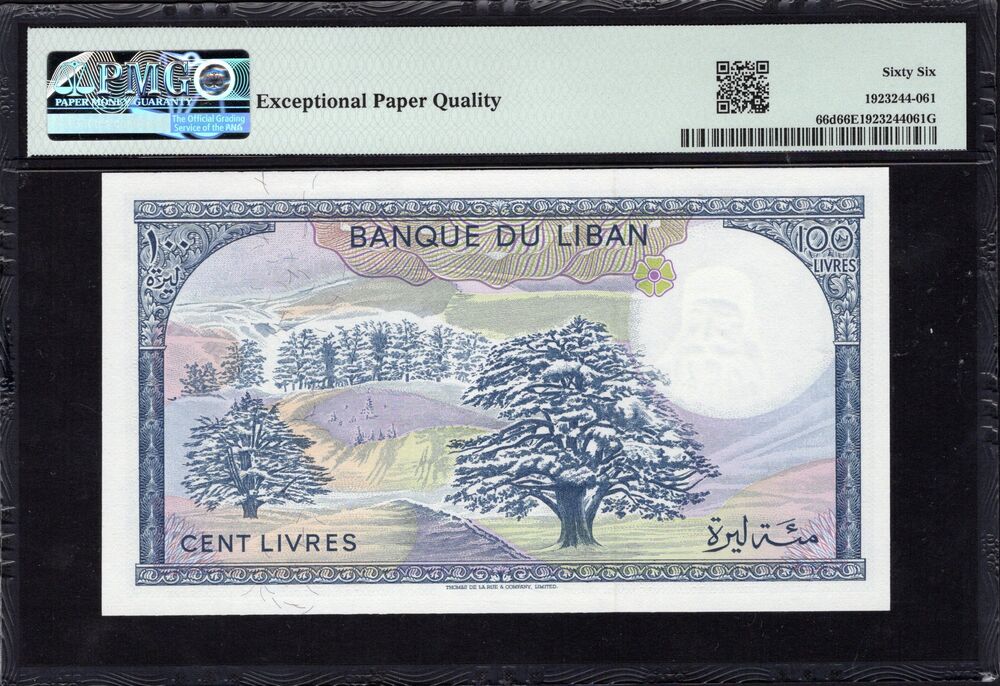 PMG
PAPER MONEY GUARANTY
The Official Grading
Service of the ANA
Exceptional Paper Quality
Sixty Six
1923244-061
66d66E1923244061G
BANQUE DU LIBAN
١٠٠
ليرة
100
LIVRES
CENT LIVRES
مئة ليرة
THOMAS DE LA RUE & COMPANY, LIMITED.